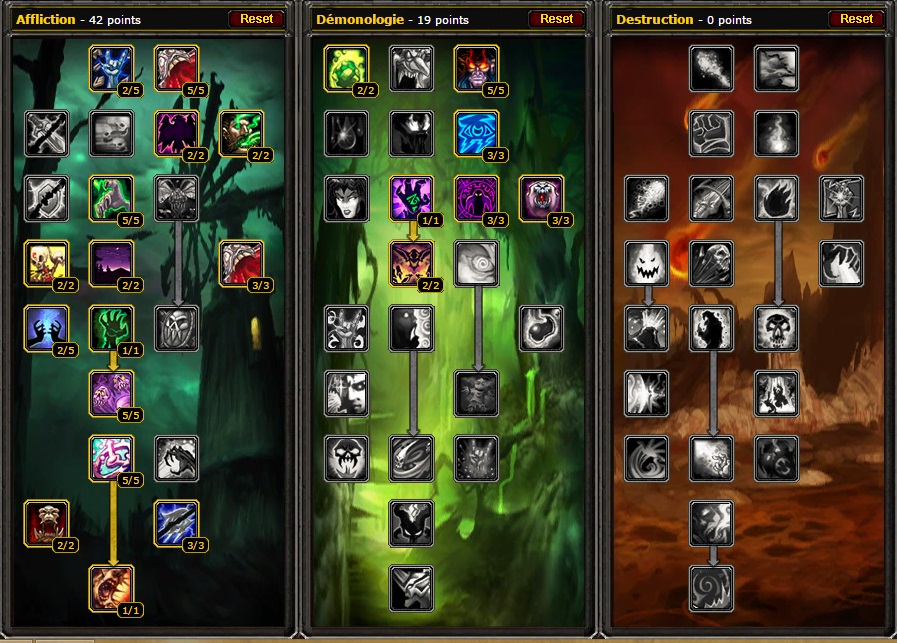 Affliction - 42 points Reset Démonologie - 19 points Reset Destruction - 0 points Reset
2/5 5/5 2/2 5/5
2/2 2/2 3/3
5/5 1/1 3/3 3/3
2/2 2/2 3/3 2/2
2/5 1/1
5/5
5/5
2/2 3/3
1/1